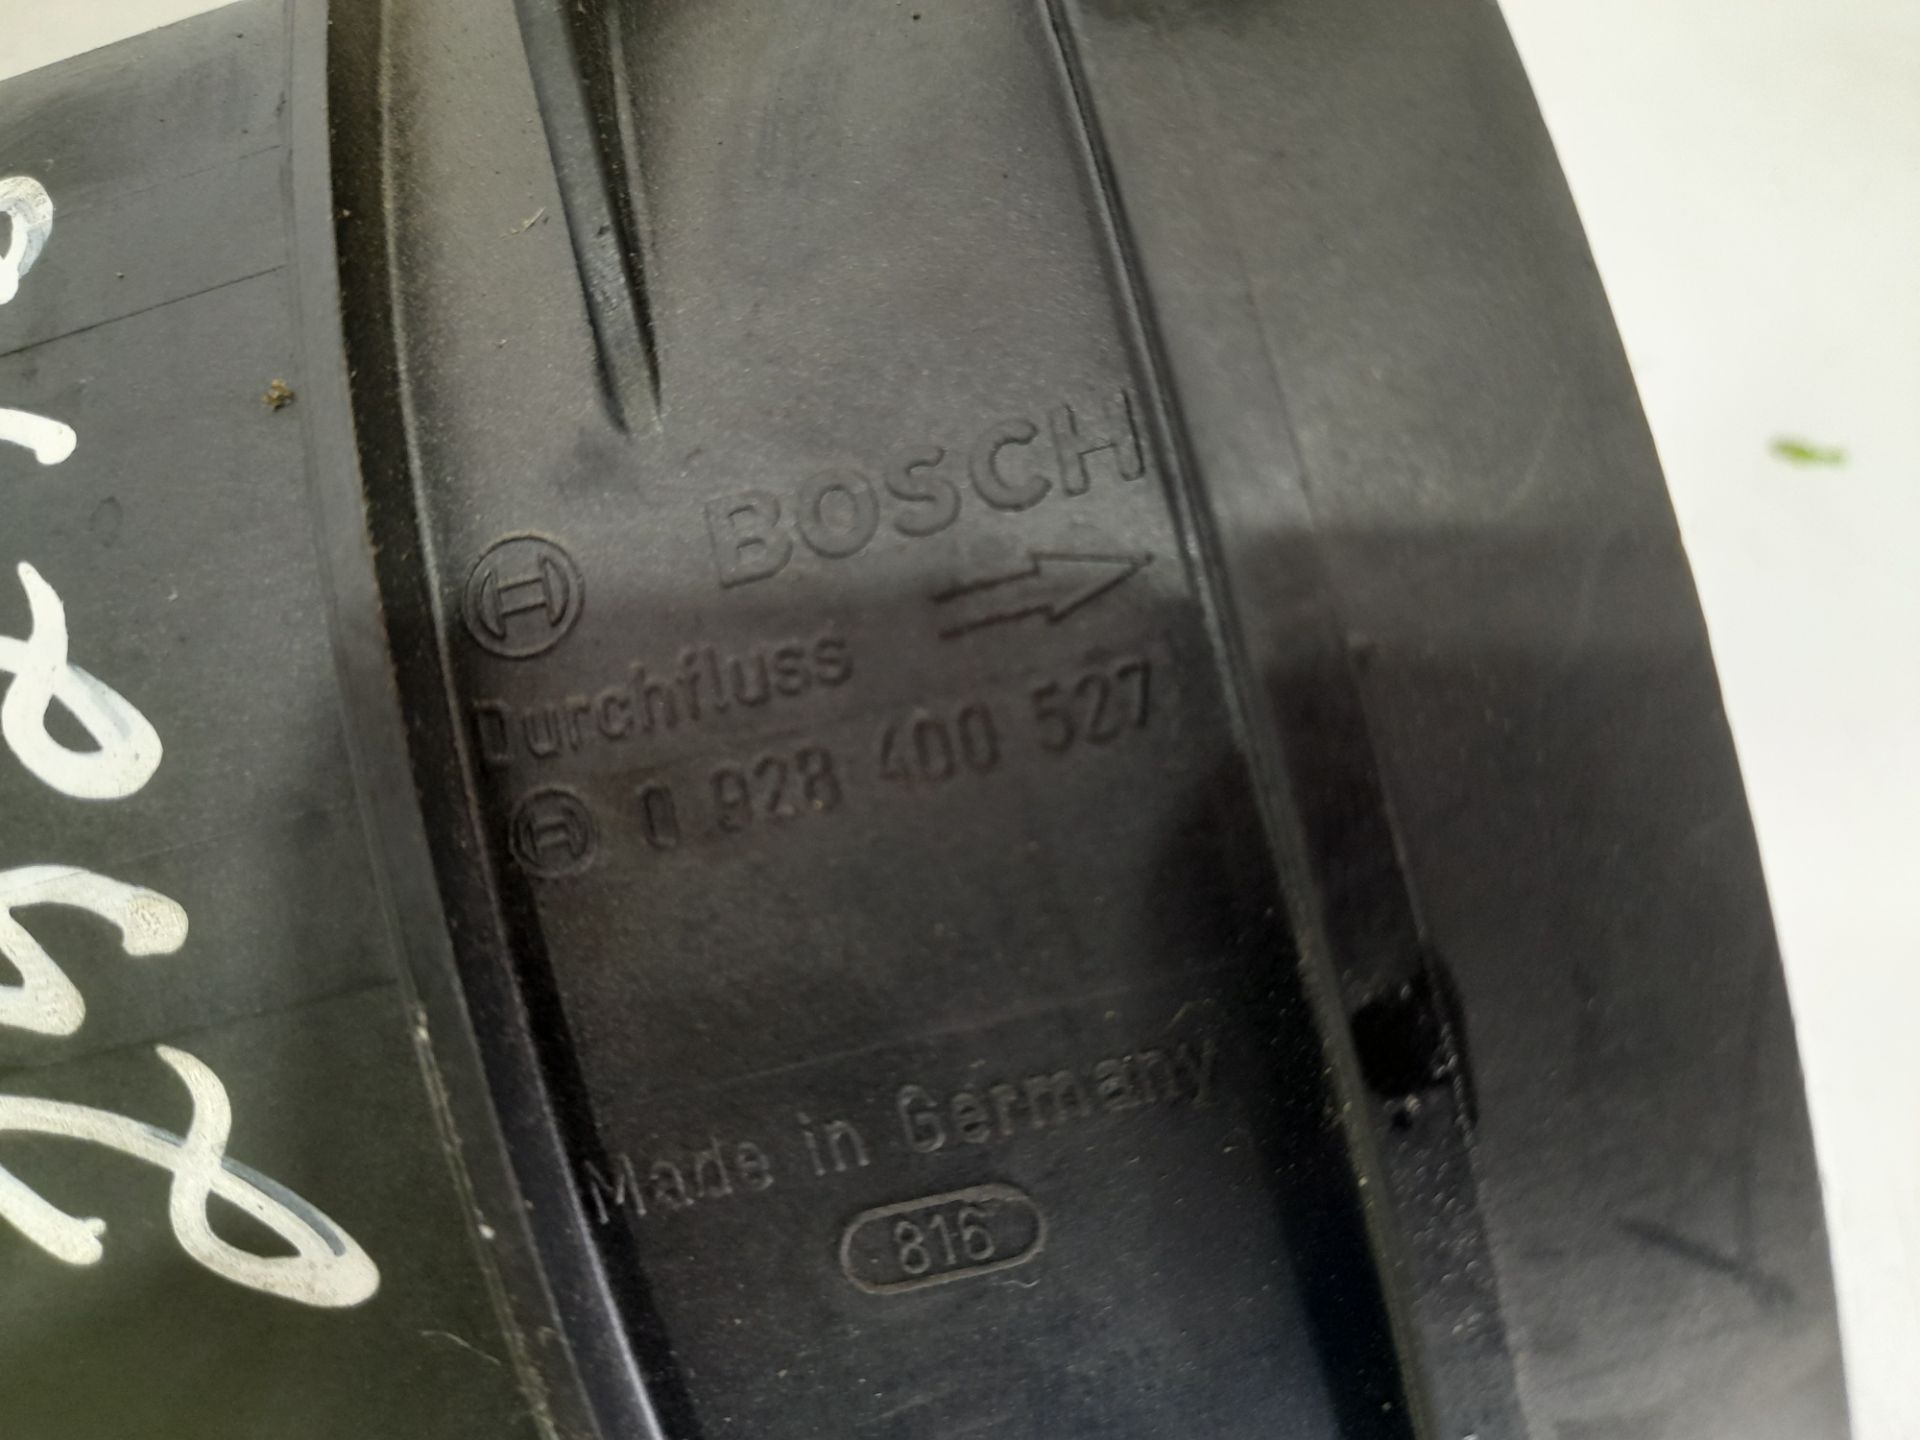 BOSCH
Durchfluss
0 928 400 527
Made in Germany
816